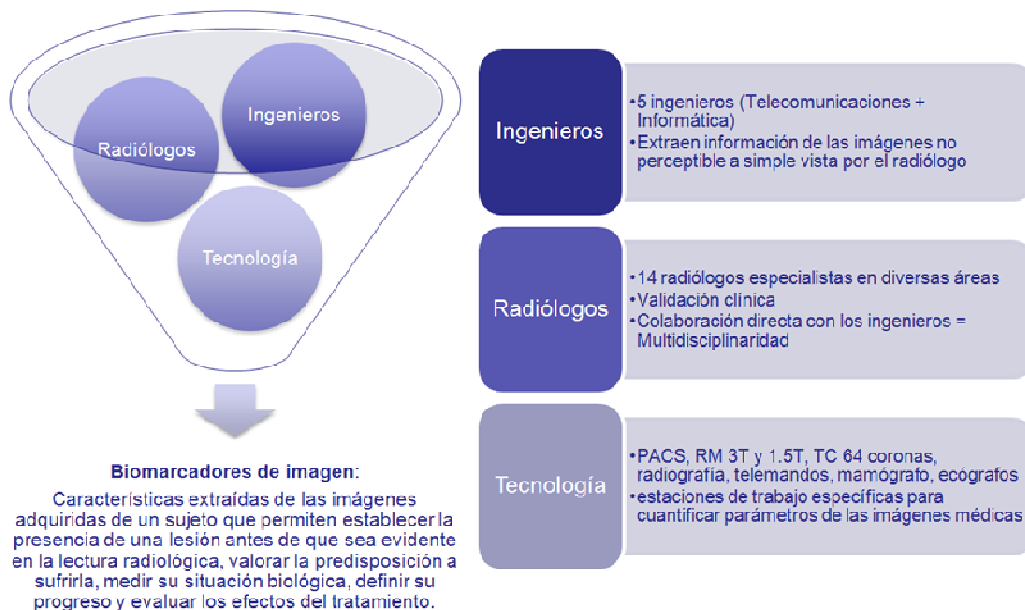 Ingenieros
Radiólogos
Tecnología
Biomarcadores de imagen:
Características extraídas de las imágenes
adquiridas de un sujeto que permiten establecer la
presencia de una lesión antes de que sea evidente
en la lectura radiológica, valorar la predisposición a
sufrirla, medir su situación biológica, definir su
progreso y evaluar los efectos del tratamiento.
Ingenieros
•5 ingenieros (Telecomunicaciones +
Informática)
•Extraen información de las imágenes no
perceptible a simple vista por el radiólogo
Radiólogos
•14 radiólogos especialistas en diversas áreas
•Validación clínica
•Colaboración directa con los ingenieros =
Multidisciplinaridad
Tecnología
•PACS, RM 3T y 1.5T, TC 64 coronas,
radiografía, telemandos, mamógrafo, ecógrafos
•estaciones de trabajo específicas para
cuantificar parámetros de las imágenes médicas